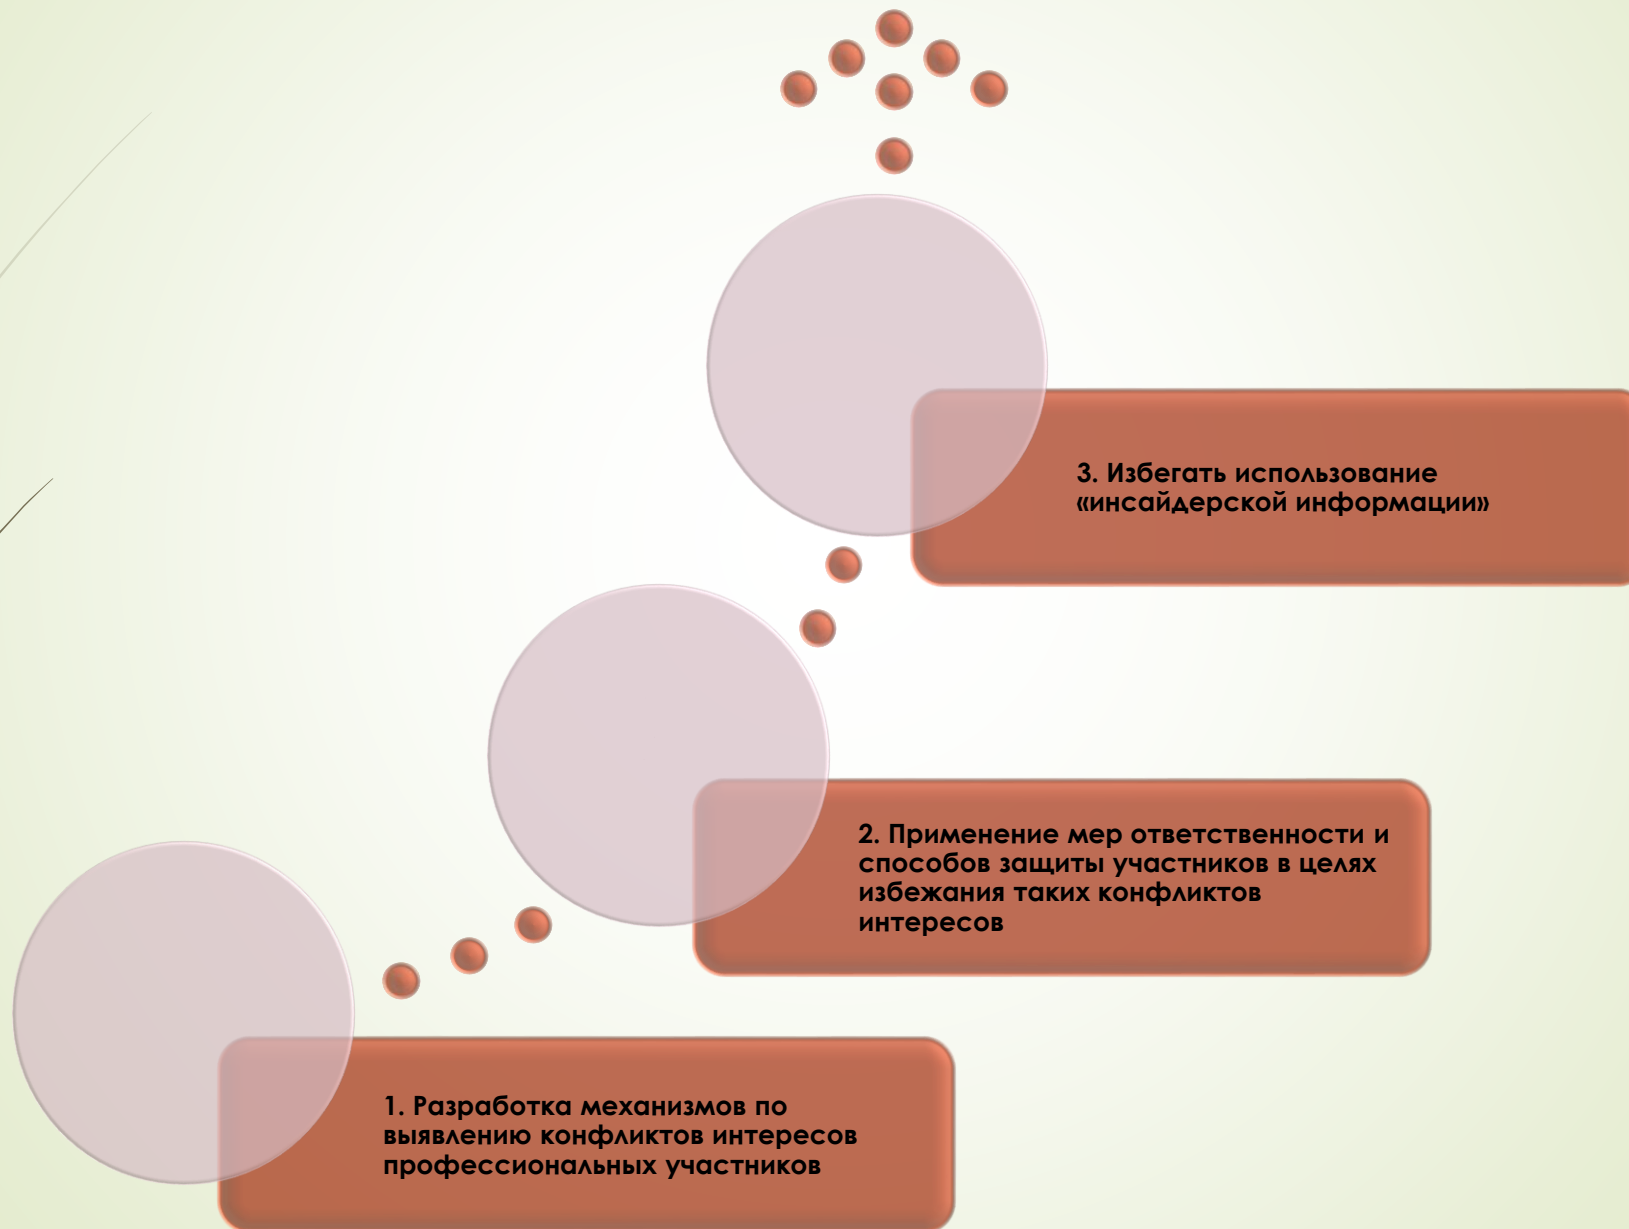 3. Избегать использование
«инсайдерской информации»
2. Применение мер ответственности и
способов защиты участников в целях
избежания таких конфликтов
интересов
1. Разработка механизмов по
выявлению конфликтов интересов
профессиональных участников